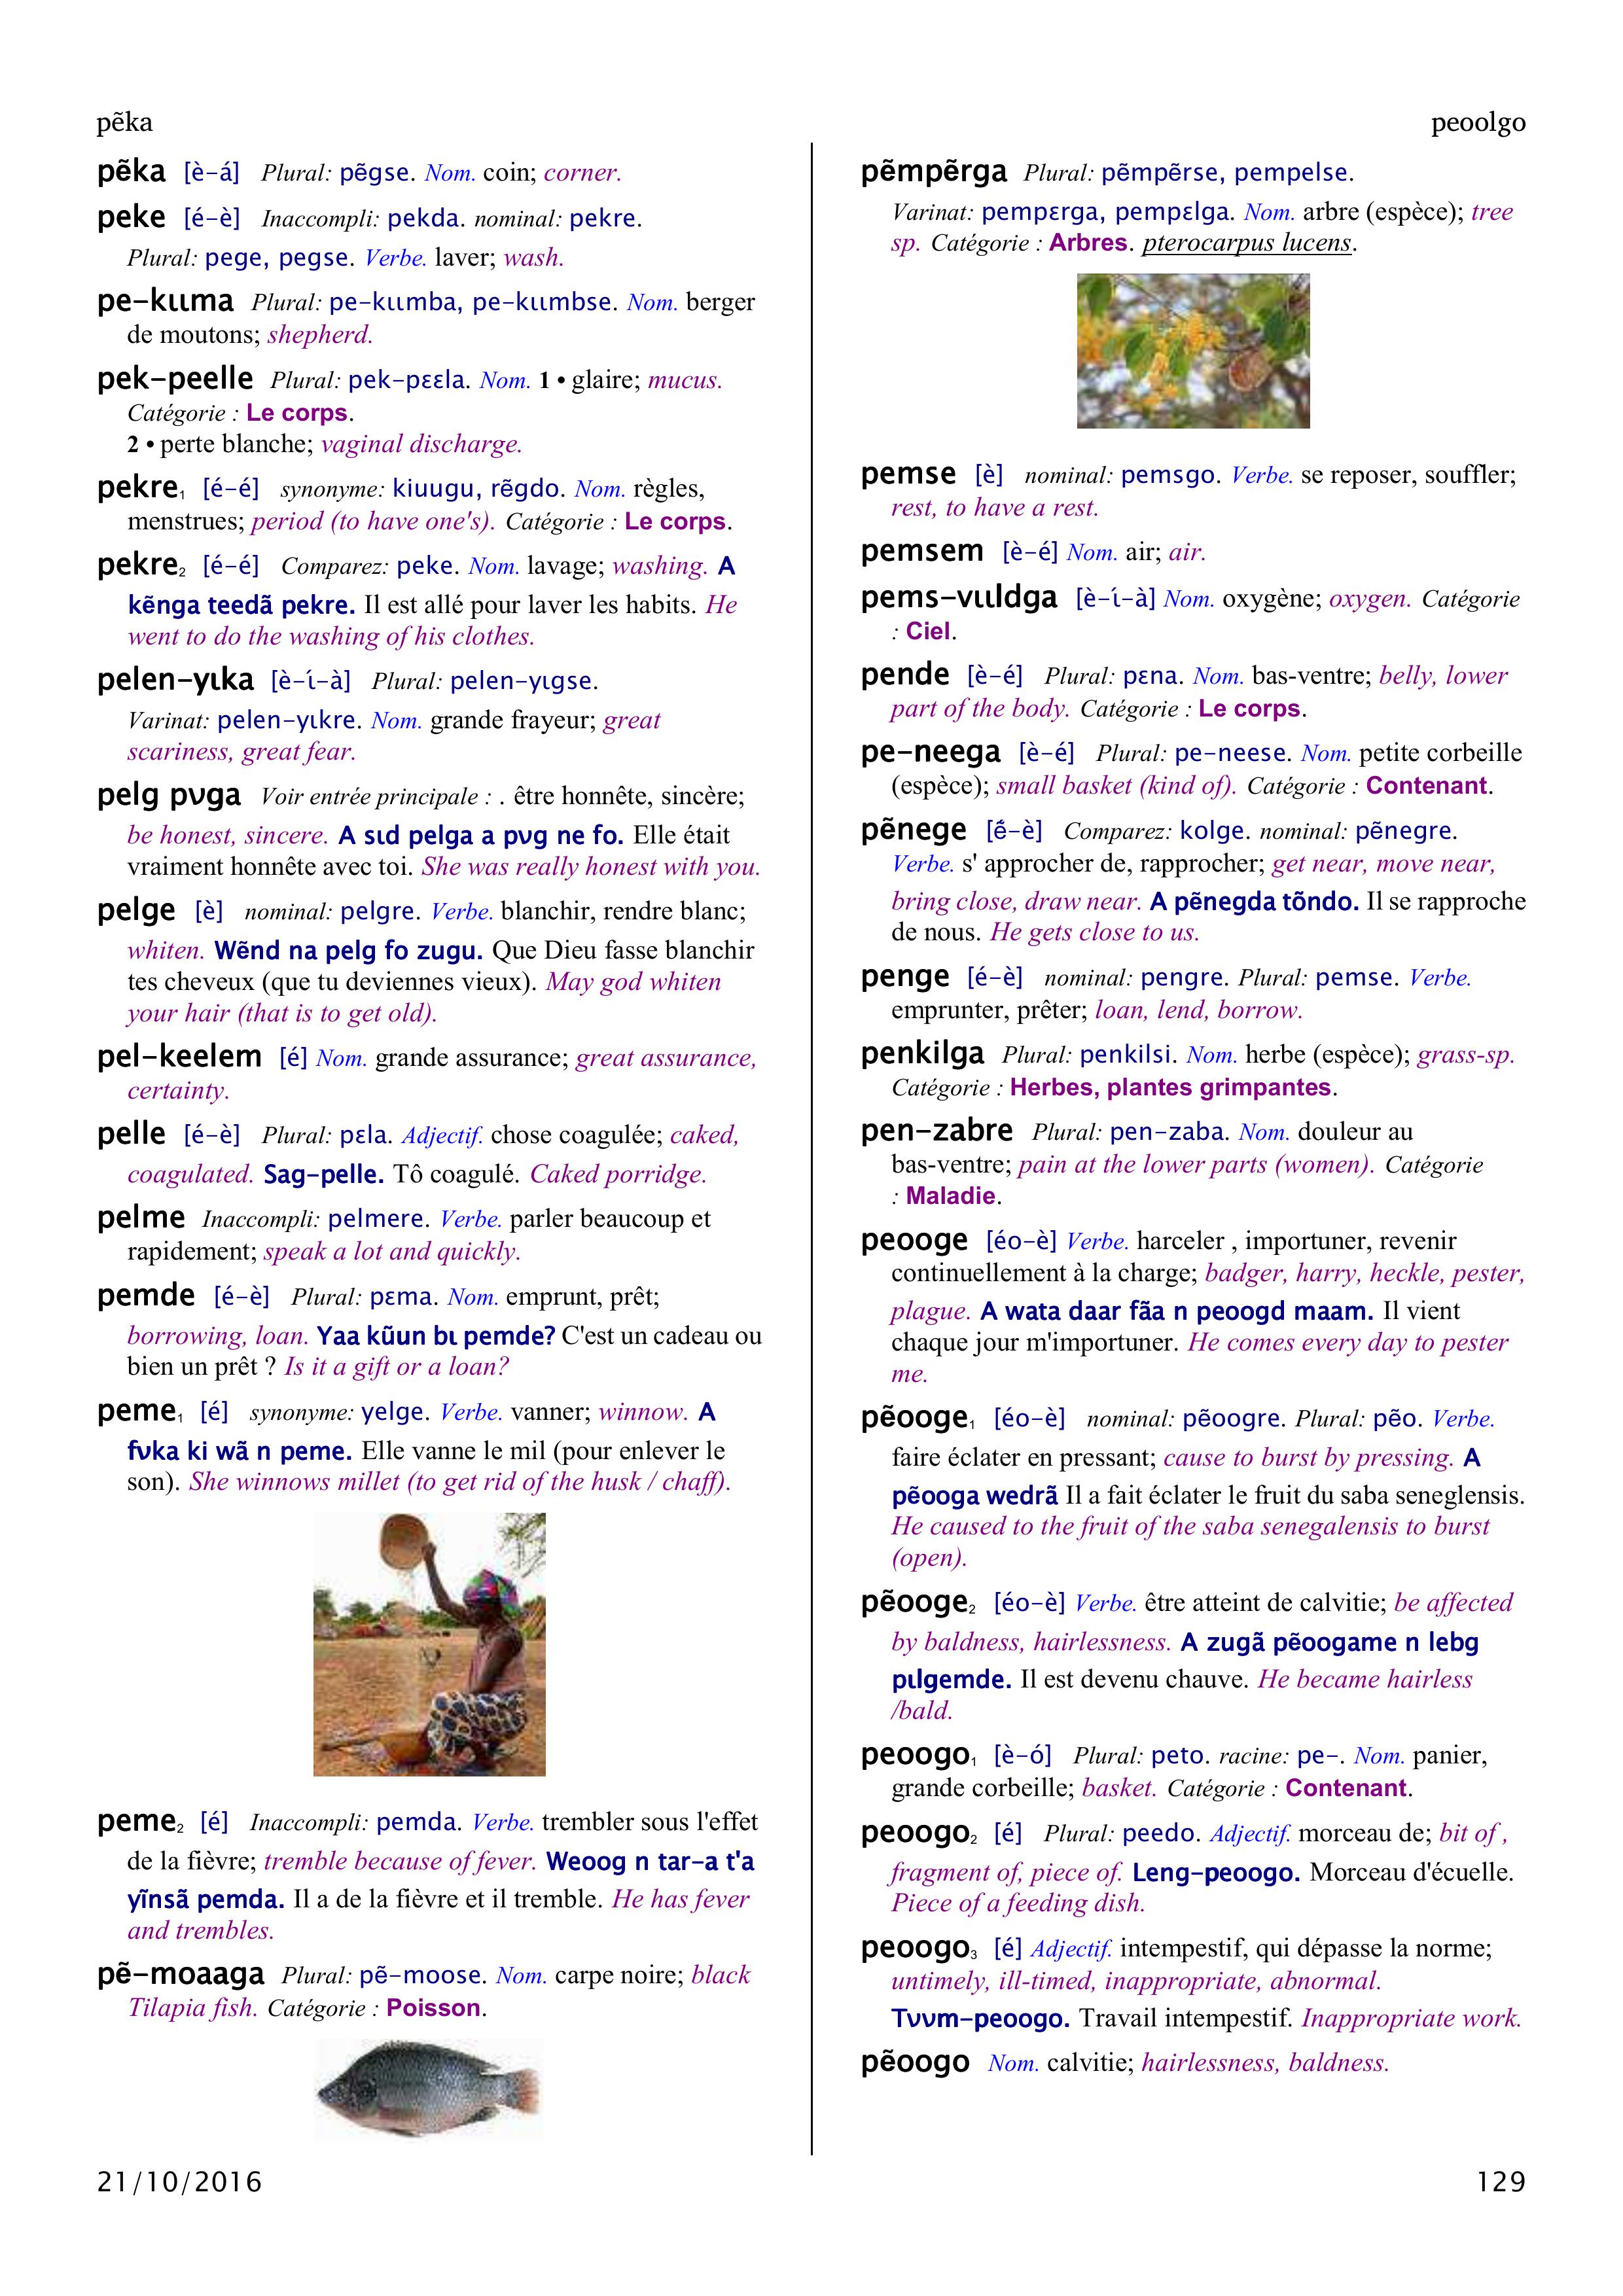 pẽka
peoolgo
pẽka [è-á] Plural: pẽgse. Nom. coin; corner.
peke [é-è] Inaccompli: pekda. nominal: pekre.
Plural: pege, pegse. Verbe. laver; wash.
pe-kɩɩma Plural: pe-kɩɩmba, pe-kɩɩmbse. Nom. berger
de moutons; shepherd.
pek-peelle Plural: pek-pɛɛla. Nom. 1 • glaire; mucus.
Catégorie : Le corps.
2 • perte blanche; vaginal discharge.
pekre₁ [é-é] synonyme: kiuugu, rẽgdo. Nom. règles,
menstrues; period (to have one's). Catégorie : Le corps.
pekre₂ [é-é] Comparez: peke. Nom. lavage; washing. A
kẽnga teedã pekre. Il est allé pour laver les habits. He
went to do the washing of his clothes.
pelen-yɩka [è-ɩ́-à] Plural: pelen-yɩgse.
Varinat: pelen-yɩkre. Nom. grande frayeur; great
scariness, great fear.
pelg pʋga Voir entrée principale : . être honnête, sincère;
be honest, sincere. A sɩd pelga a pʋg ne fo. Elle était
vraiment honnête avec toi. She was really honest with you.
pelge [è] nominal: pelgre. Verbe. blanchir, rendre blanc;
whiten. Wẽnd na pelg fo zugu. Que Dieu fasse blanchir
tes cheveux (que tu deviennes vieux). May god whiten
your hair (that is to get old).
pel-keelem [é] Nom. grande assurance; great assurance,
certainty.
pelle [é-è] Plural: pɛla. Adjectif. chose coagulée; caked,
coagulated. Sag-pelle. Tô coagulé. Caked porridge.
pelme Inaccompli: pelmere. Verbe. parler beaucoup et
rapidement; speak a lot and quickly.
pemde [é-è] Plural: pɛma. Nom. emprunt, prêt;
borrowing, loan. Yaa kũun bɩ pemde? C'est un cadeau ou
bien un prêt ? Is it a gift or a loan?
peme₁ [é] synonyme: yelge. Verbe. vanner; winnow. A
fʋka ki wã n peme. Elle vanne le mil (pour enlever le
son). She winnows millet (to get rid of the husk / chaff).
peme₂ [é] Inaccompli: pemda. Verbe. trembler sous l'effet
de la fièvre; tremble because of fever. Weoog n tar-a t'a
yĩnsã pemda. Il a de la fièvre et il tremble. He has fever
and trembles.
pẽ-moaaga Plural: pẽ-moose. Nom. carpe noire; black
Tilapia fish. Catégorie : Poisson.
pẽmpẽrga Plural: pẽmpẽrse, pempelse.
Varinat: pempɛrga, pempɛlga. Nom. arbre (espèce); tree
sp. Catégorie : Arbres. pterocarpus lucens.
pemse [è] nominal: pemsgo. Verbe. se reposer, souffler;
rest, to have a rest.
pemsem [è-é] Nom. air; air.
pems-vɩɩldga [è-ɩ́-à] Nom. oxygène; oxygen. Catégorie
: Ciel.
pende [è-é] Plural: pɛna. Nom. bas-ventre; belly, lower
part of the body. Catégorie : Le corps.
pe-neega [è-é] Plural: pe-neese. Nom. petite corbeille
(espèce); small basket (kind of). Catégorie : Contenant.
pẽnege [ẽ́-è] Comparez: kolge. nominal: pẽnegre.
Verbe. s' approcher de, rapprocher; get near, move near,
bring close, draw near. A pẽnegda tõndo. Il se rapproche
de nous. He gets close to us.
penge [é-è] nominal: pengre. Plural: pemse. Verbe.
emprunter, prêter; loan, lend, borrow.
penkilga Plural: penkilsi. Nom. herbe (espèce); grass-sp.
Catégorie : Herbes, plantes grimpantes.
pen-zabre Plural: pen-zaba. Nom. douleur au
bas-ventre; pain at the lower parts (women). Catégorie
: Maladie.
peooge [éo-è] Verbe. harceler , importuner, revenir
continuellement à la charge; badger, harry, heckle, pester,
plague. A wata daar fãa n peoogd maam. Il vient
chaque jour m'importuner. He comes every day to pester
me.
pẽooge₁ [éo-è] nominal: pẽoogre. Plural: pẽo. Verbe.
faire éclater en pressant; cause to burst by pressing. A
pẽooga wedrã Il a fait éclater le fruit du saba seneglensis.
He caused to the fruit of the saba senegalensis to burst
(open).
pẽooge₂ [éo-è] Verbe. être atteint de calvitie; be affected
by baldness, hairlessness. A zugã pẽoogame n lebg
pɩlgemde. Il est devenu chauve. He became hairless
/bald.
peoogo₁ [è-ó] Plural: peto. racine: pe-. Nom. panier,
grande corbeille; basket. Catégorie : Contenant.
peoogo₂ [é] Plural: peedo. Adjectif. morceau de; bit of ,
fragment of, piece of. Leng-peoogo. Morceau d'écuelle.
Piece of a feeding dish.
peoogo₃ [é] Adjectif. intempestif, qui dépasse la norme;
untimely, ill-timed, inappropriate, abnormal.
Tʋʋm-peoogo. Travail intempestif. Inappropriate work.
pẽoogo Nom. calvitie; hairlessness, baldness.
21/10/2016
129